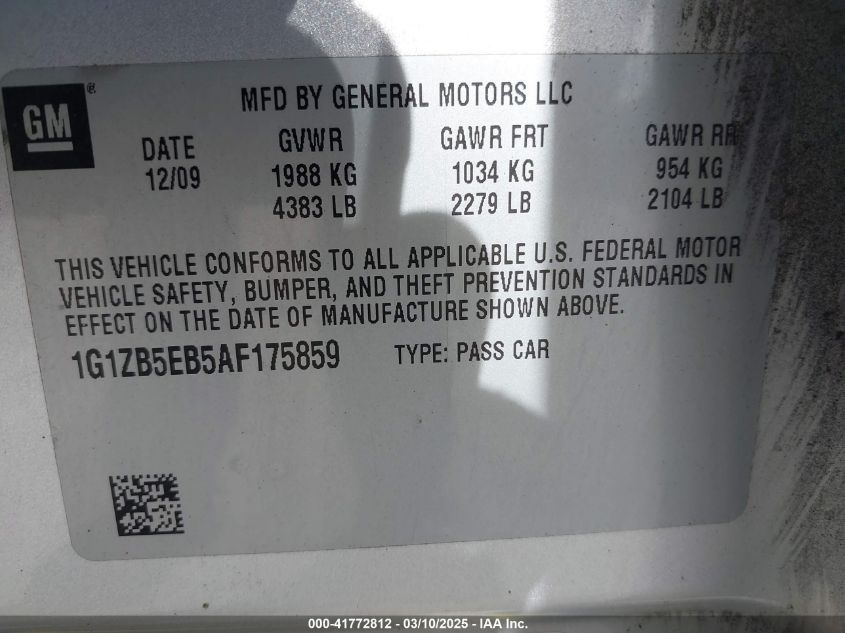 GM ®
MFD BY GENERAL MOTORS LLC
DATE GVWR GAWR FRT GAWR RR
12/09 1988 KG 1034 KG 954 KG
4383 LB 2279 LB 2104 LB
THIS VEHICLE CONFORMS TO ALL APPLICABLE U.S. FEDERAL MOTOR
VEHICLE SAFETY, BUMPER, AND THEFT PREVENTION STANDARDS IN
EFFECT ON THE DATE OF MANUFACTURE SHOWN ABOVE.
1G1ZB5EB5AF175859 TYPE: PASS CAR
000-41772812 - 03/10/2025 - IAA Inc.